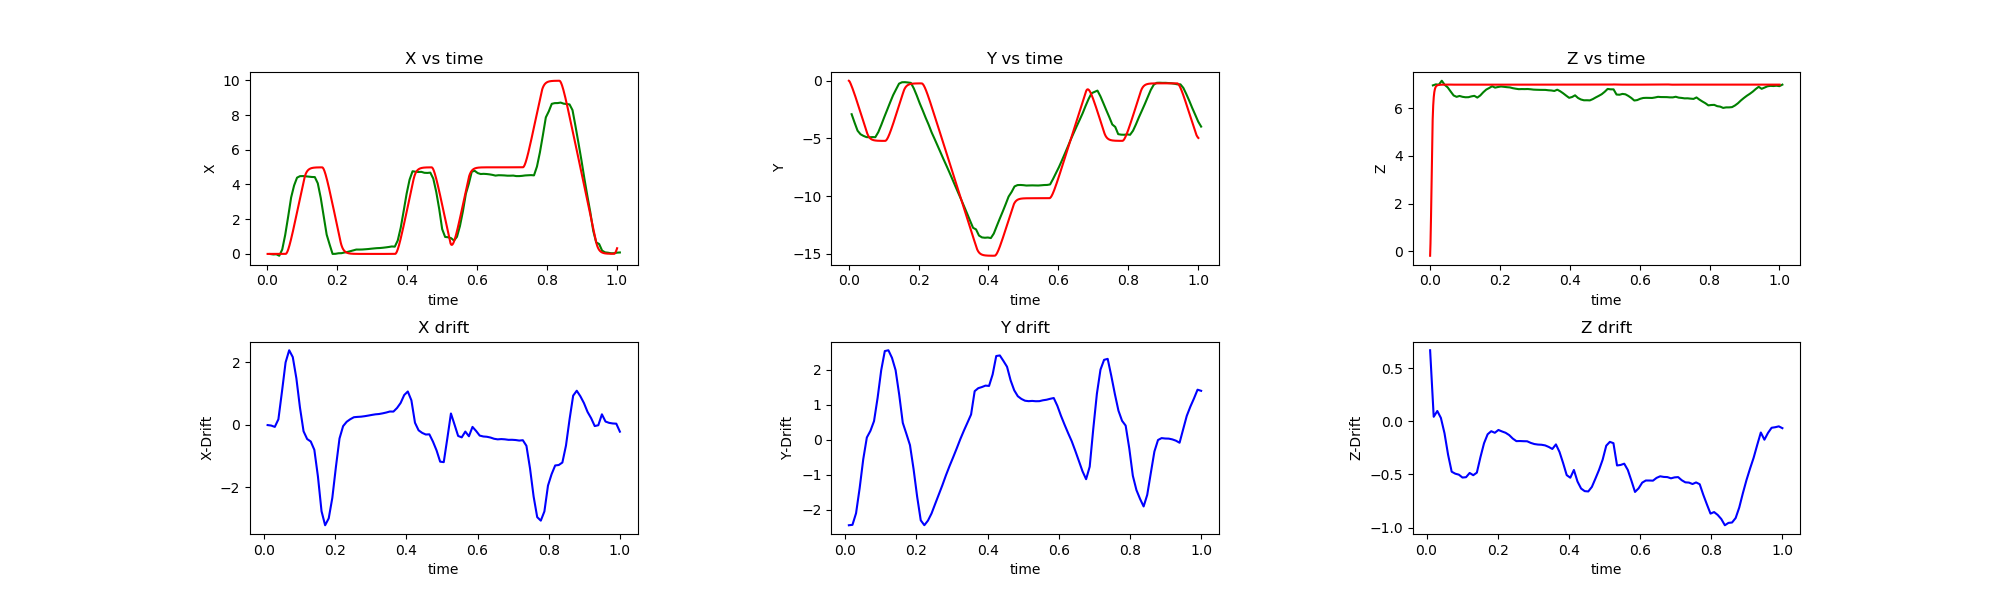 X vs time
Y vs time
Z vs time
X
10
8
6
4
2
0
0.0 0.2 0.4 0.6 0.8 1.0
time
Y
0
−5
−10
−15
0.0 0.2 0.4 0.6 0.8 1.0
time
Z
6
4
2
0
0.0 0.2 0.4 0.6 0.8 1.0
time
X drift
Y drift
Z drift
X-Drift
2
0
−2
0.0 0.2 0.4 0.6 0.8 1.0
time
Y-Drift
2
1
0
−1
−2
0.0 0.2 0.4 0.6 0.8 1.0
time
Z-Drift
0.5
0.0
−0.5
−1.0
0.0 0.2 0.4 0.6 0.8 1.0
time